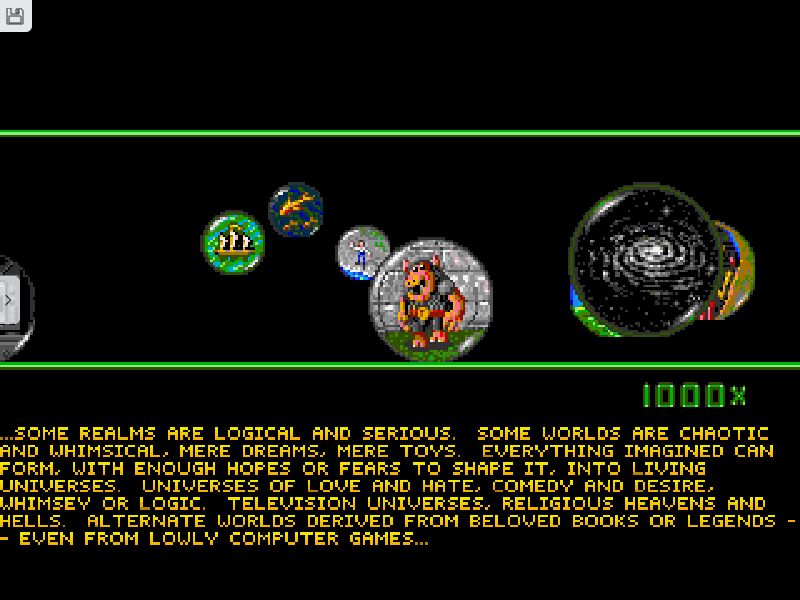 1000X
...SOME REALMS ARE LOGICAL AND SERIOUS.  SOME WORLDS ARE CHAOTIC
AND WHIMSICAL, MERE DREAMS, MERE TOYS.  EVERYTHING IMAGINED CAN
FORM, WITH ENOUGH HOPES OR FEARS TO SHAPE IT, INTO LIVING
UNIVERSES.  UNIVERSES OF LOVE AND HATE, COMEDY AND DESIRE,
WHIMSEY OR LOGIC.  TELEVISION UNIVERSES, RELIGIOUS HEAVENS AND
HELLS.  ALTERNATE WORLDS DERIVED FROM BELOVED BOOKS OR LEGENDS -
- EVEN FROM LOWLY COMPUTER GAMES...